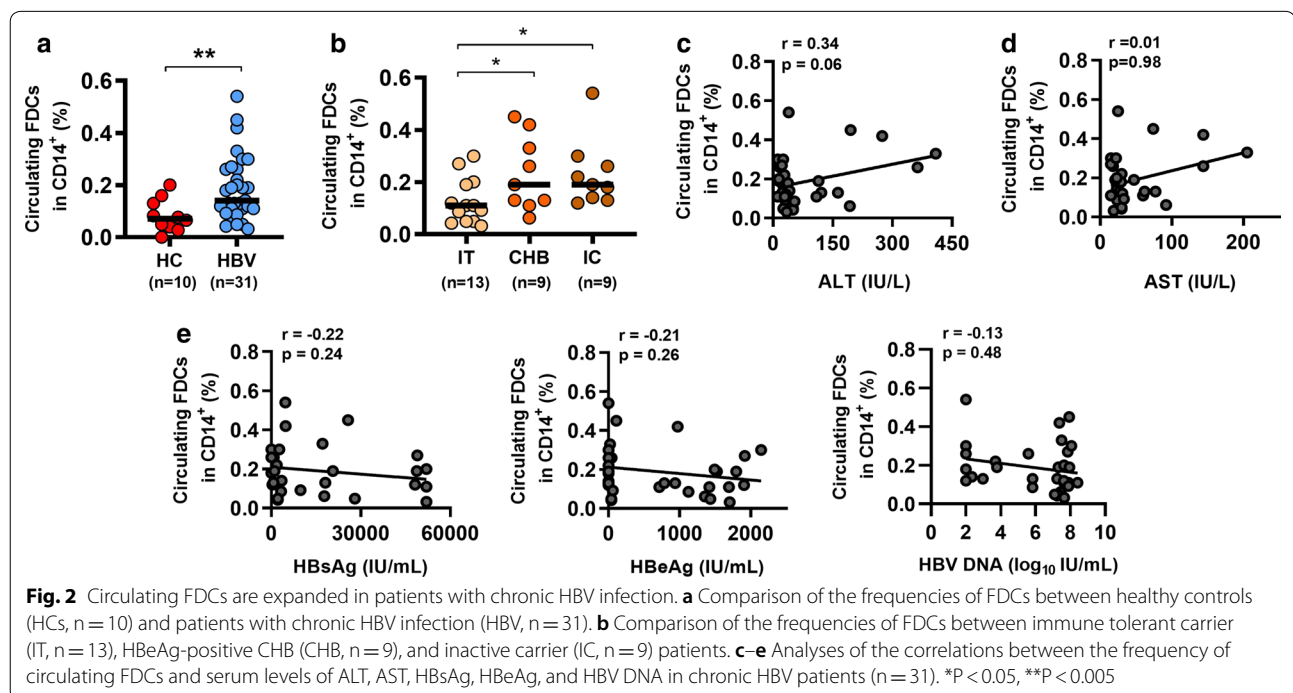 a
**
Circulating FDCs
in CD14⁺ (%)
0.6
0.4
0.2
0.0
HC
HBV
(n=10)
(n=31)
b
*
*
Circulating FDCs
in CD14⁺ (%)
0.6
0.4
0.2
0.0
IT
CHB
IC
(n=13)
(n=9)
(n=9)
c
r = 0.34
p = 0.06
Circulating FDCs
in CD14⁺ (%)
0.8
0.6
0.4
0.2
0.0
0
150
300
450
ALT (IU/L)
d
r =0.01
p=0.98
Circulating FDCs
in CD14⁺ (%)
0.8
0.6
0.4
0.2
0.0
0
50
100
150
200
AST (IU/L)
e
r = -0.22
p = 0.24
Circulating FDCs
in CD14⁺ (%)
0.8
0.6
0.4
0.2
0.0
0
30000
60000
HBsAg (IU/mL)
r = -0.21
p = 0.26
Circulating FDCs
in CD14⁺ (%)
0.8
0.6
0.4
0.2
0.0
0
1000
2000
HBeAg (IU/mL)
r = -0.13
p = 0.48
Circulating FDCs
in CD14⁺ (%)
0.8
0.6
0.4
0.2
0.0
0
2
4
6
8
10
HBV DNA (log₁₀ IU/mL)
Fig. 2 Circulating FDCs are expanded in patients with chronic HBV infection. a Comparison of the frequencies of FDCs between healthy controls
(HCs, n = 10) and patients with chronic HBV infection (HBV, n = 31). b Comparison of the frequencies of FDCs between immune tolerant carrier
(IT, n = 13), HBeAg-positive CHB (CHB, n = 9), and inactive carrier (IC, n = 9) patients. c–e Analyses of the correlations between the frequency of
circulating FDCs and serum levels of ALT, AST, HBsAg, HBeAg, and HBV DNA in chronic HBV patients (n = 31). *P < 0.05, **P < 0.005